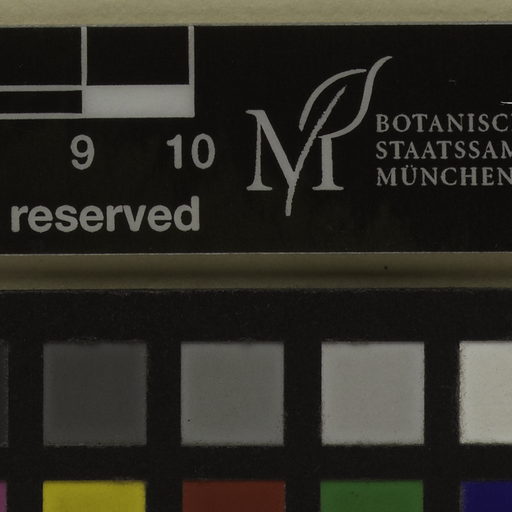 9 10
reserved
M
BOTANISC
STAATSSAM
MÜNCHEN